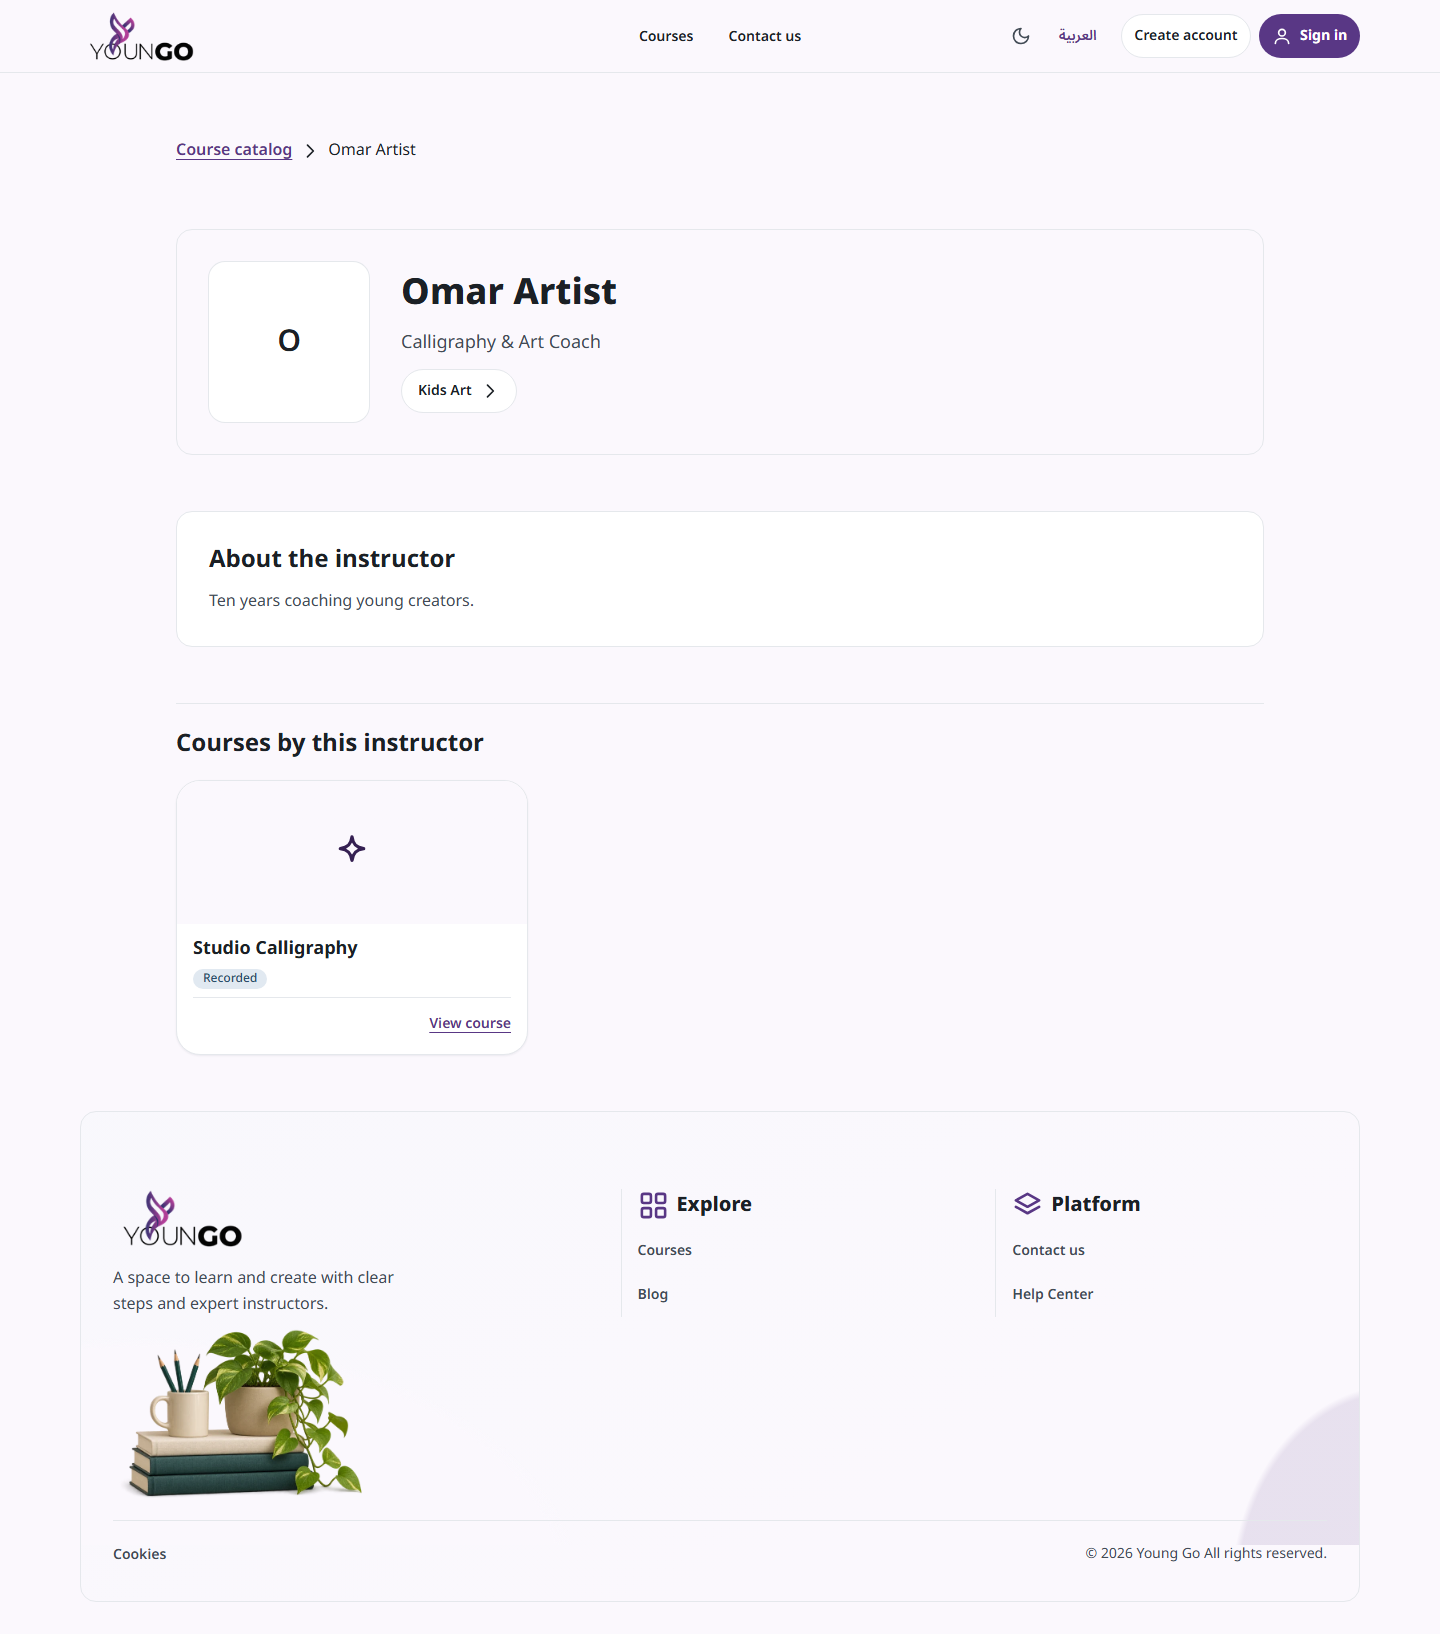 YOUNGO
Courses
Contact us
العربية
Create account
Sign in
Course catalog
Omar Artist
O
Omar Artist
Calligraphy & Art Coach
Kids Art
About the instructor
Ten years coaching young creators.
Courses by this instructor
Studio Calligraphy
Recorded
View course
YOUNGO
A space to learn and create with clear
steps and expert instructors.
Explore
Courses
Blog
Platform
Contact us
Help Center
Cookies
© 2026 Young Go All rights reserved.